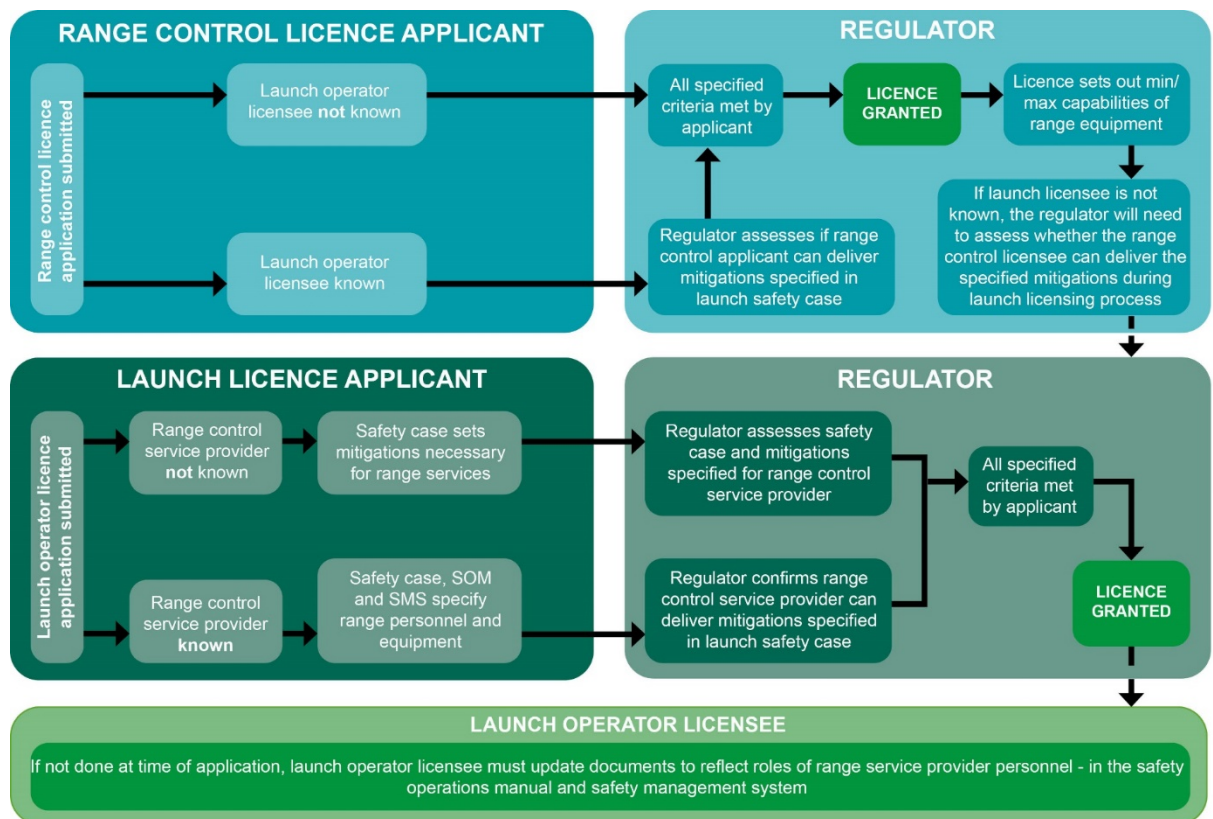 RANGE CONTROL LICENCE APPLICANT
Range control licence
application submitted
Launch operator
licensee not known
Launch operator
licensee known
REGULATOR
All specified
criteria met by
applicant
LICENCE
GRANTED
Licence sets out min/
max capabilities of
range equipment
Regulator assesses if range
control applicant can deliver
mitigations specified in
launch safety case
If launch licensee is not
known, the regulator will need
to assess whether the range
control licensee can deliver the
specified mitigations during
launch licensing process
LAUNCH LICENCE APPLICANT
Launch operator licence
application submitted
Range control
service provider
not known
Safety case sets
mitigations necessary
for range services
Range control
service provider
known
Safety case, SOM
and SMS specify
range personnel and
equipment
REGULATOR
Regulator assesses safety
case and mitigations
specified for range control
service provider
Regulator confirms range
control service provider can
deliver mitigations specified
in launch safety case
All specified
criteria met
by applicant
LICENCE
GRANTED
LAUNCH OPERATOR LICENSEE
If not done at time of application, launch operator licensee must update documents to reflect roles of range service provider personnel - in the safety
operations manual and safety management system